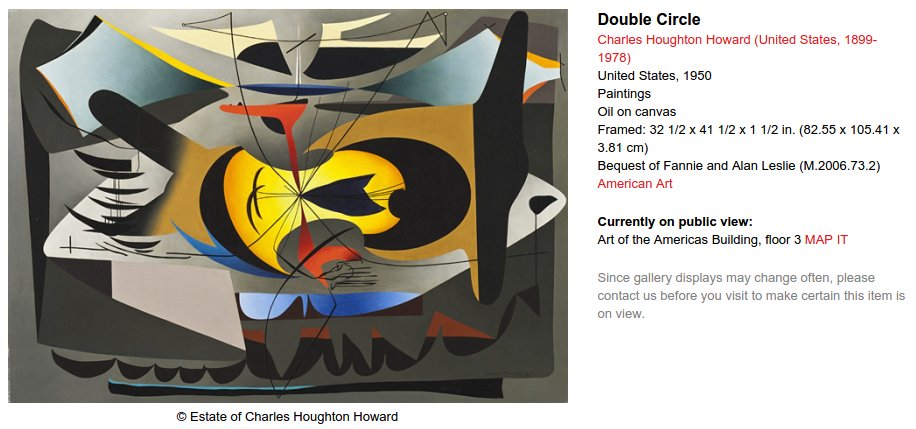 Double Circle
Charles Houghton Howard (United States, 1899-
1978)
United States, 1950
Paintings
Oil on canvas
Framed: 32 1/2 x 41 1/2 x 1 1/2 in. (82.55 x 105.41 x
3.81 cm)
Bequest of Fannie and Alan Leslie (M.2006.73.2)
American Art
Currently on public view:
Art of the Americas Building, floor 3 MAP IT
Since gallery displays may change often, please
contact us before you visit to make certain this item is
on view.
© Estate of Charles Houghton Howard